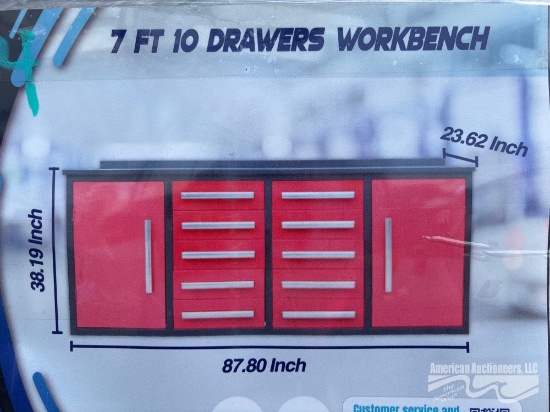 7 FT 10 DRAWERS WORKBENCH
23.62 Inch
38.19 Inch
87.80 Inch
American Auctioneers, LLC
Customer service and